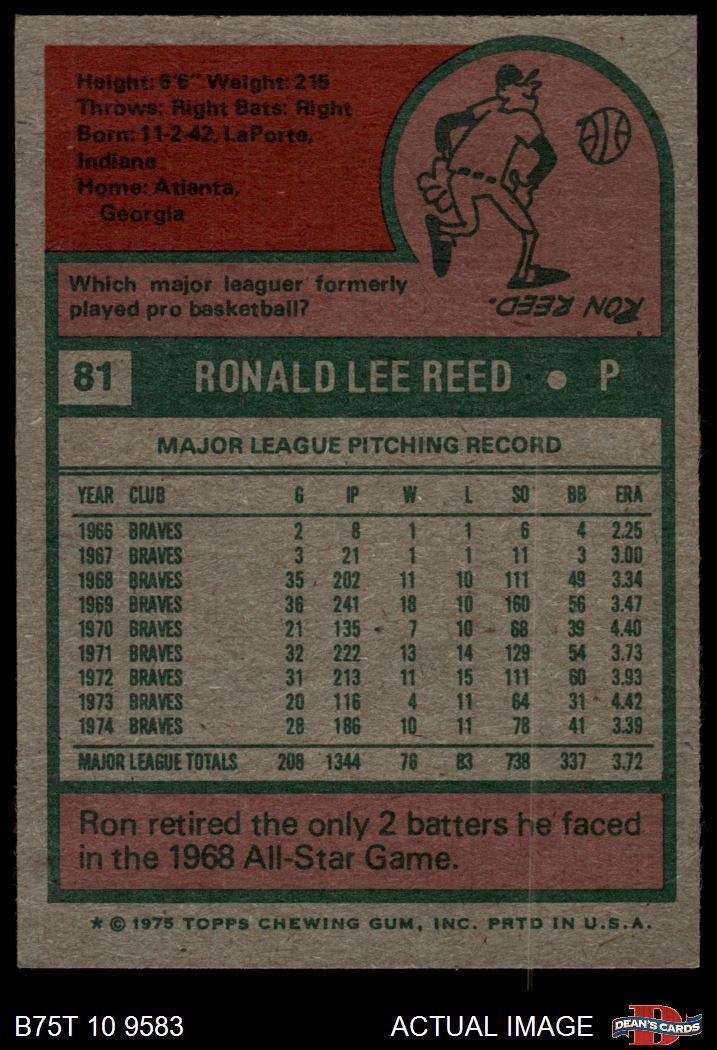 Height: 6'6" Weight: 215
Throws: Right Bats: Right
Born: 11-2-42, LaPorte,
Indiana
Home: Atlanta,
Georgia
Which major leaguer formerly
played pro basketball?
RON REED.
81 RONALD LEE REED • P
MAJOR LEAGUE PITCHING RECORD
YEAR CLUB G IP W L SO BB ERA
1966 BRAVES 2 8 1 1 6 4 2.25
1967 BRAVES 3 21 1 1 11 3 3.00
1968 BRAVES 35 202 11 10 111 49 3.34
1969 BRAVES 36 241 18 10 160 56 3.47
1970 BRAVES 21 135 7 10 68 39 4.40
1971 BRAVES 32 222 13 14 129 54 3.73
1972 BRAVES 31 213 11 15 111 60 3.93
1973 BRAVES 20 116 4 11 64 31 4.42
1974 BRAVES 28 186 10 11 78 41 3.39
MAJOR LEAGUE TOTALS 208 1344 76 83 738 337 3.72
Ron retired the only 2 batters he faced
in the 1968 All-Star Game.
* © 1975 TOPPS CHEWING GUM, INC. PRTD IN U.S.A.
B75T 10 9583 ACTUAL IMAGE D DEAN'S CARDS